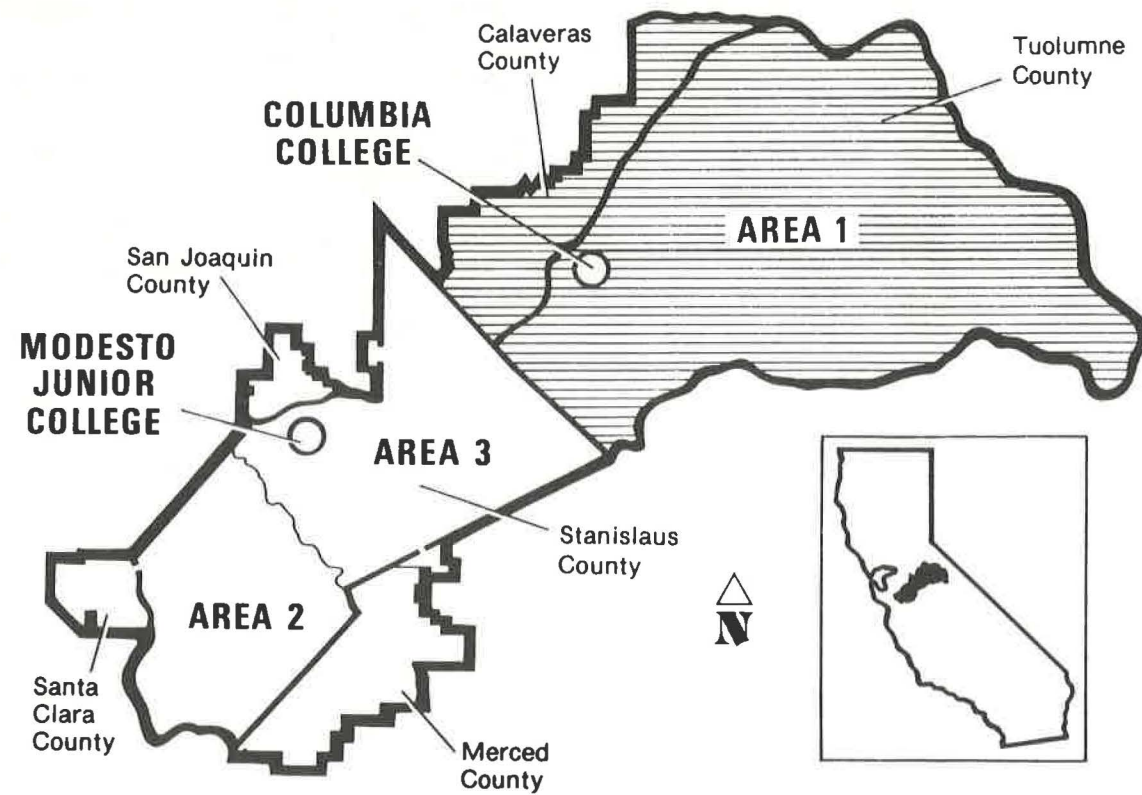 Calaveras
County
Tuolumne
County
COLUMBIA
COLLEGE
AREA 1
San Joaquin
County
MODESTO
JUNIOR
COLLEGE
AREA 3
Stanislaus
County
AREA 2
N
Santa
Clara
County
Merced
County